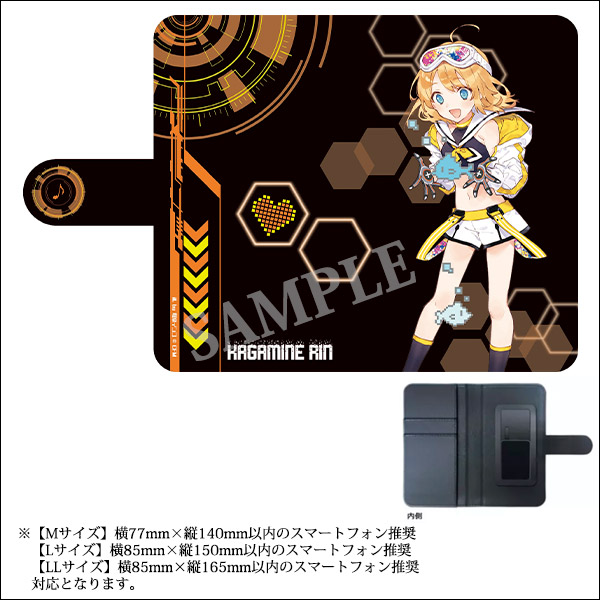 SAMPLE
KAGAMINE RIN
内側
※【Mサイズ】横77mm×縦140mm以内のスマートフォン推奨
【Lサイズ】横85mm×縦150mm以内のスマートフォン推奨
【LLサイズ】横85mm×縦165mm以内のスマートフォン推奨
対応となります。